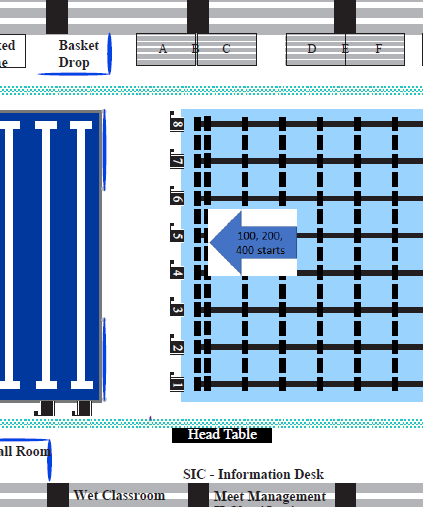 Basket
Drop
A
B
C
D
E
F
8
7
6
5
4
3
2
1
100, 200,
400 starts
Head Table
SIC - Information Desk
Room
Wet Classroom
Meet Management